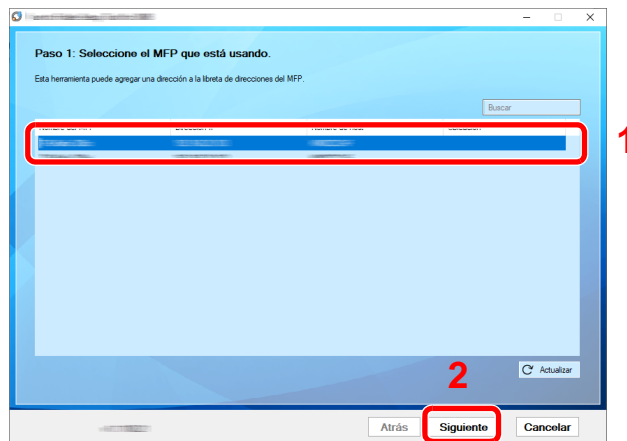 Paso 1: Seleccione el MFP que está usando.
Esta herramienta puede agregar una dirección a la libreta de direcciones del MFP.
Buscar
1
Actualizar
2
Atrás Siguiente Cancelar